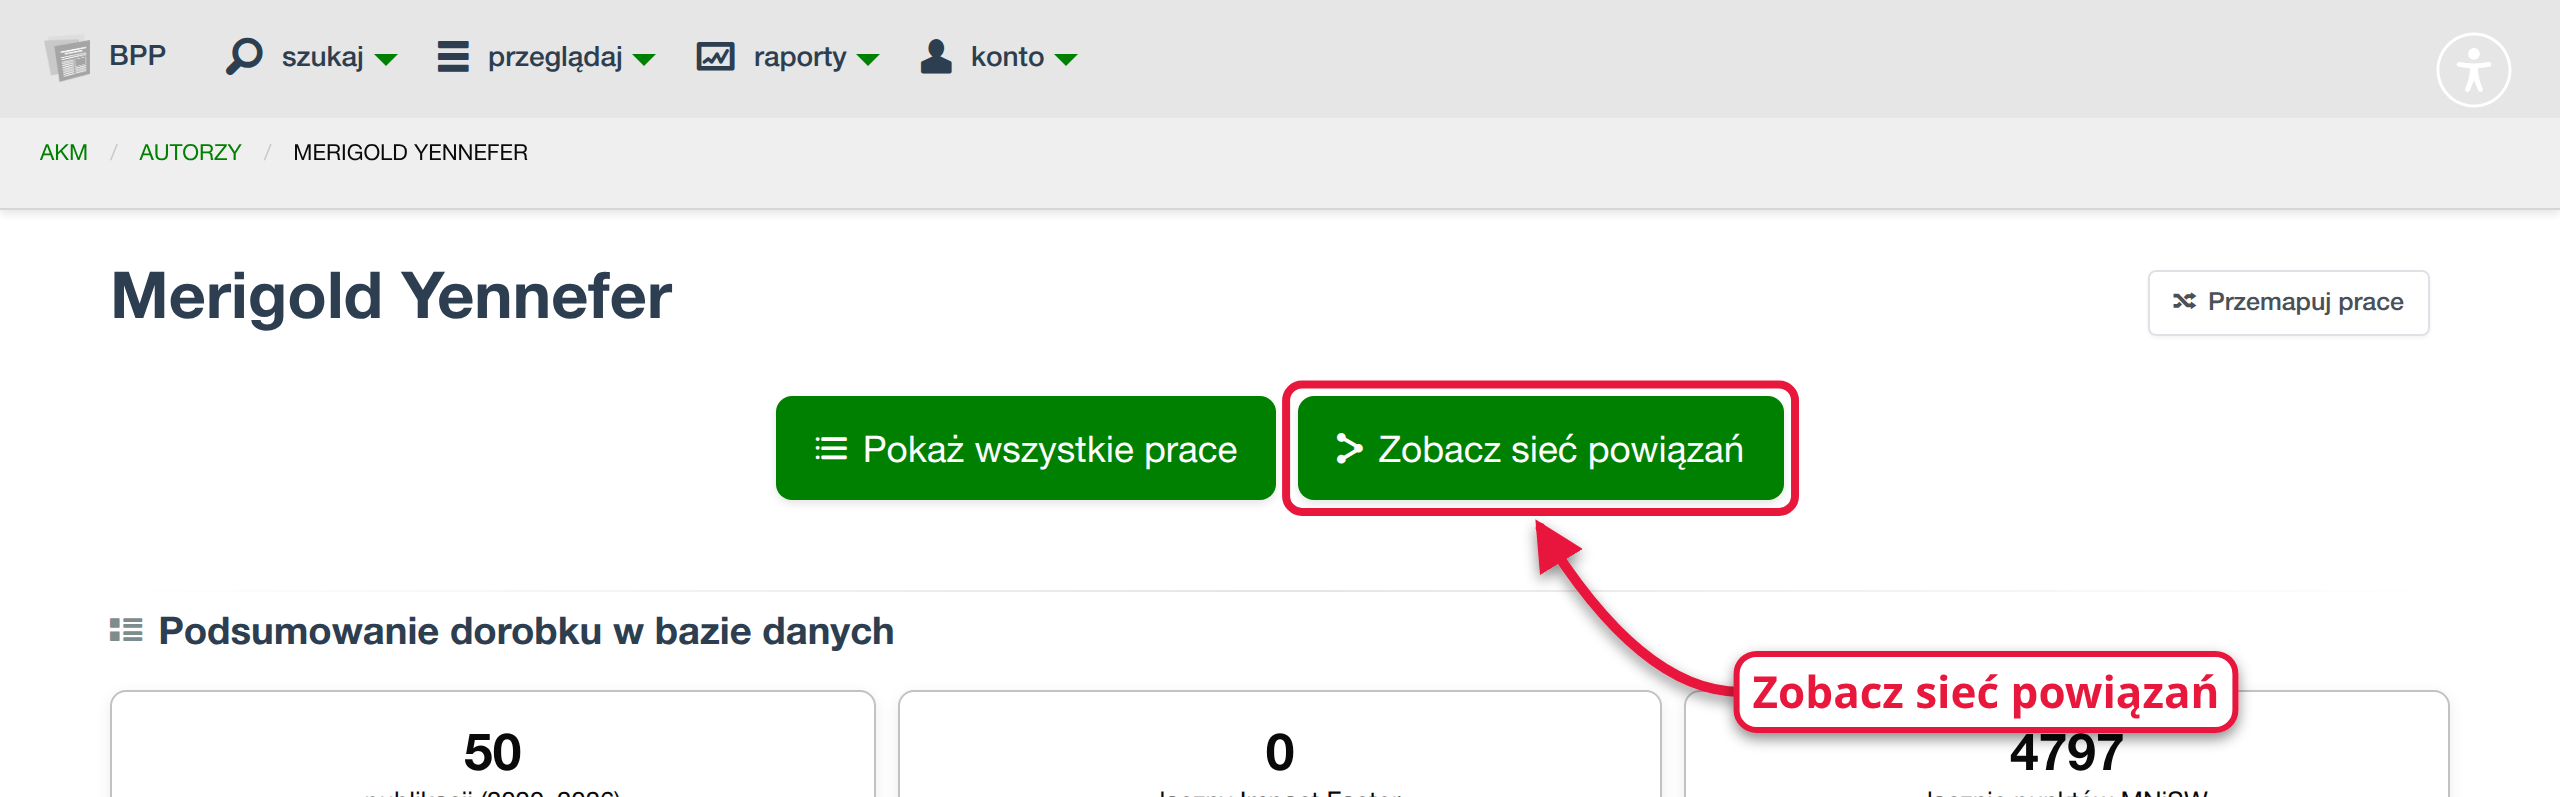 BPP szukaj przeglądaj raporty konto
AKM / AUTORZY / MERIGOLD YENNEFER
Merigold Yennefer
Przemapuj prace
Pokaż wszystkie prace
Zobacz sieć powiązań
Podsumowanie dorobku w bazie danych
Zobacz sieć powiązań
50
0
4797